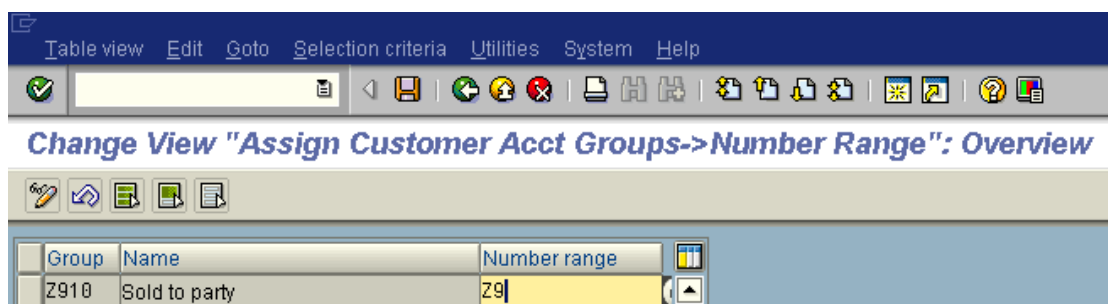 Table view Edit Goto Selection criteria Utilities System Help
Change View "Assign Customer Acct Groups->Number Range": Overview
Group Name Number range
Z910 Sold to party Z9